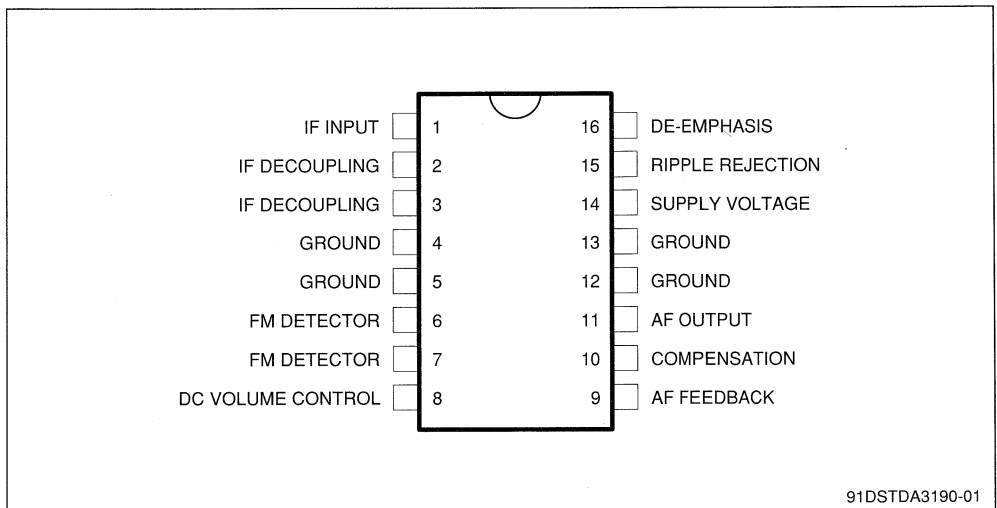 IF INPUT 1 16 DE-EMPHASIS
IF DECOUPLING 2 15 RIPPLE REJECTION
IF DECOUPLING 3 14 SUPPLY VOLTAGE
GROUND 4 13 GROUND
GROUND 5 12 GROUND
FM DETECTOR 6 11 AF OUTPUT
FM DETECTOR 7 10 COMPENSATION
DC VOLUME CONTROL 8 9 AF FEEDBACK
91DSTDA3190-01